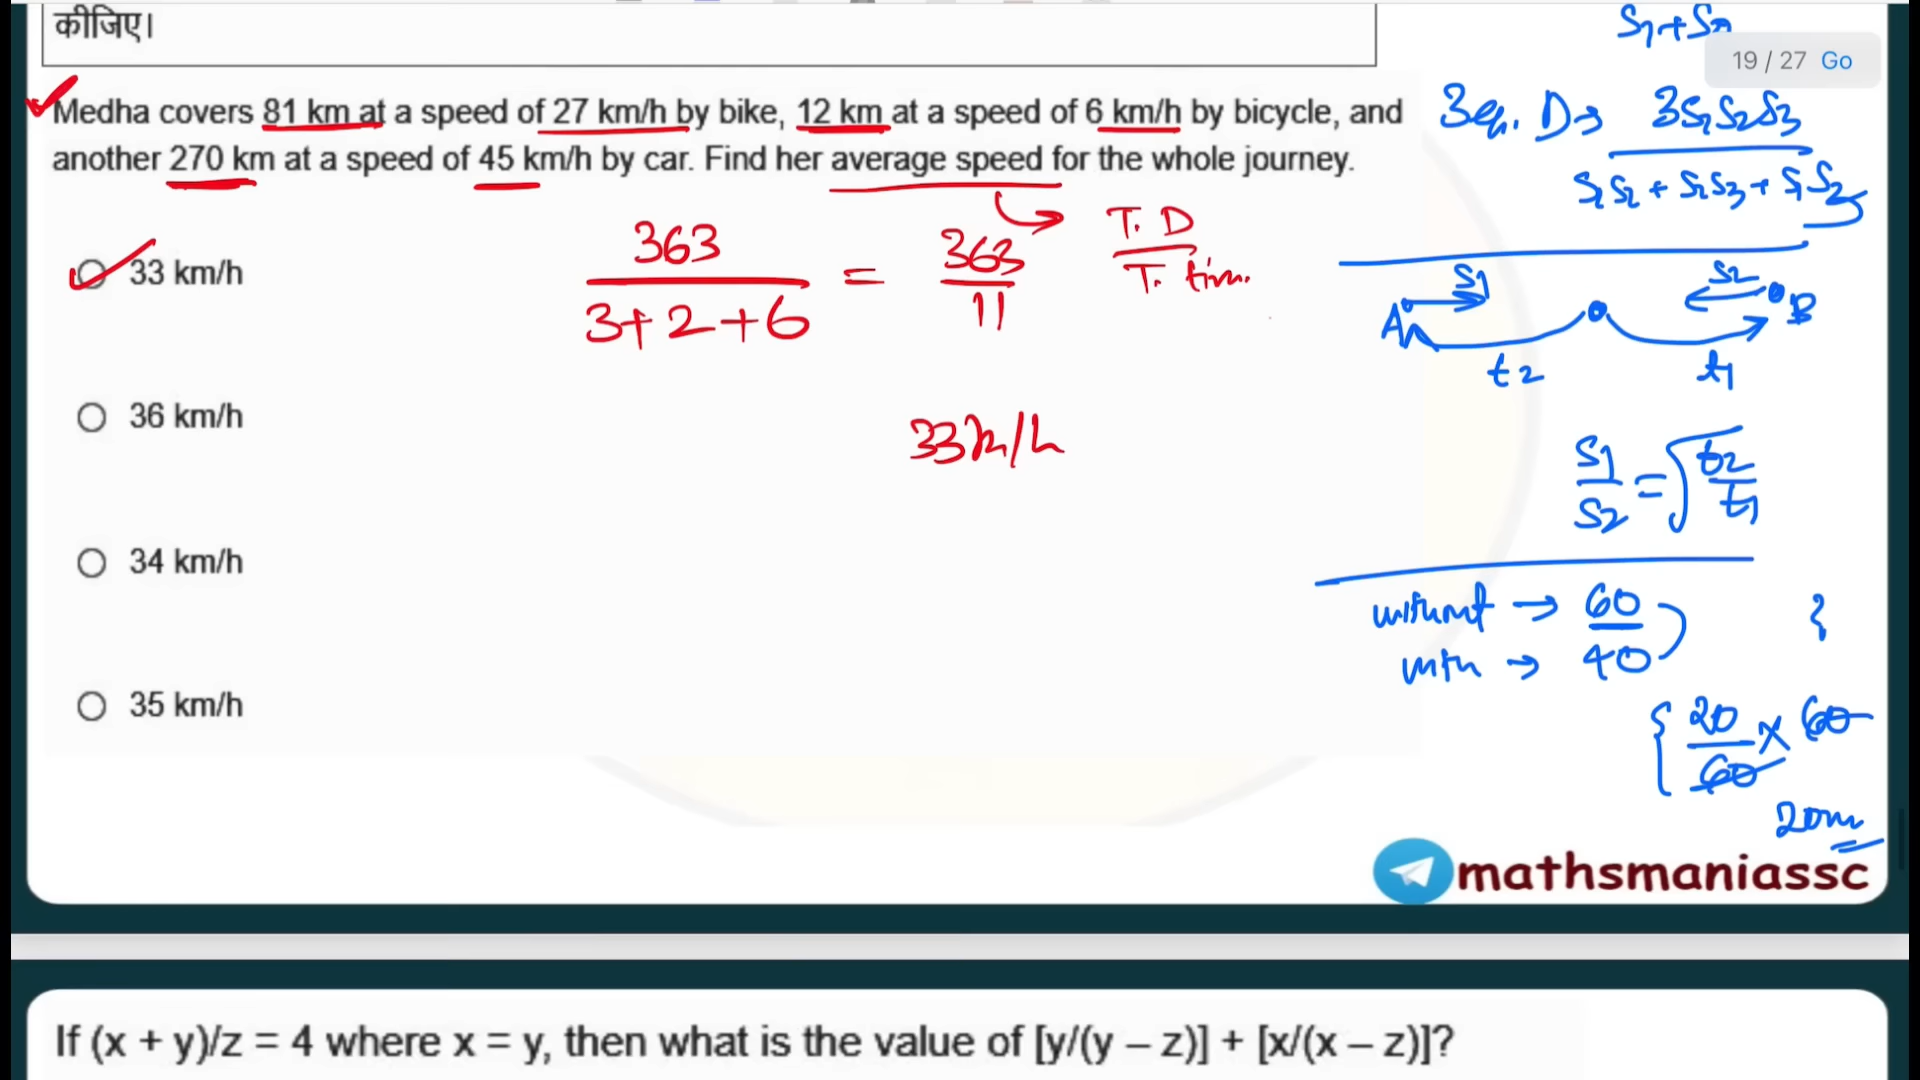 कीजिए।
S1+S2
19 / 27 Go
Medha covers 81 km at a speed of 27 km/h by bike, 12 km at a speed of 6 km/h by bicycle, and
another 270 km at a speed of 45 km/h by car. Find her average speed for the whole journey.
3eq. D → 3S1S2S3
S1S2 + S2S3 + S1S3
363 / 3+2+6 = 363 / 11
T. D
T. tim.
33 km/h
33km/h
36 km/h
34 km/h
35 km/h
S1
S2
A
B
t2
t1
S1/S2 = √t2/t1
without → 60
with → 40
{ 20/60 × 60
20m
mathsmaniassc
If (x + y)/z = 4 where x = y, then what is the value of [y/(y – z)] + [x/(x – z)]?